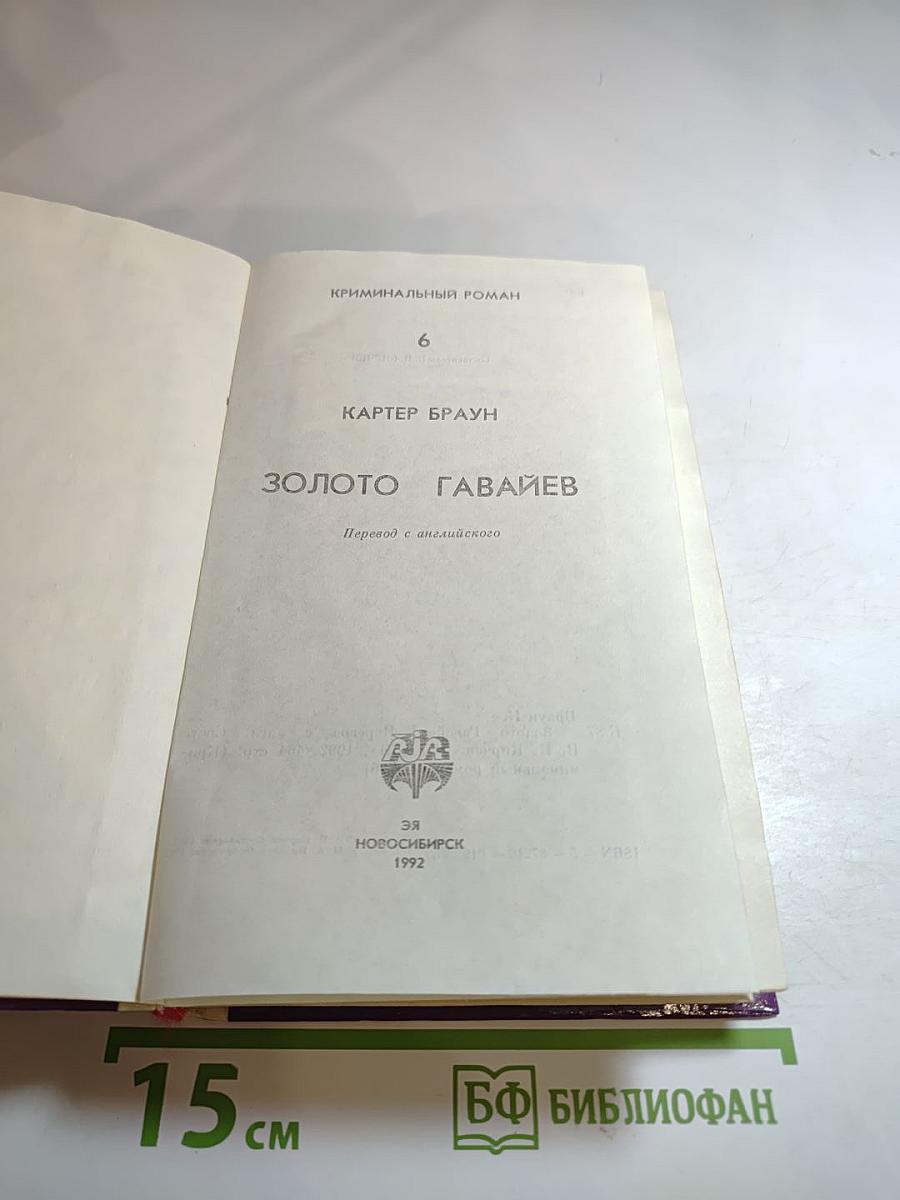 КРИМИНАЛЬНЫЙ РОМАН
6
КАРТЕР БРАУН
ЗОЛОТО ГАВАЙЕВ
Перевод с английского
ЭЯ
НОВОСИБИРСК
1992
15 см
БФ БИБЛИОФАН